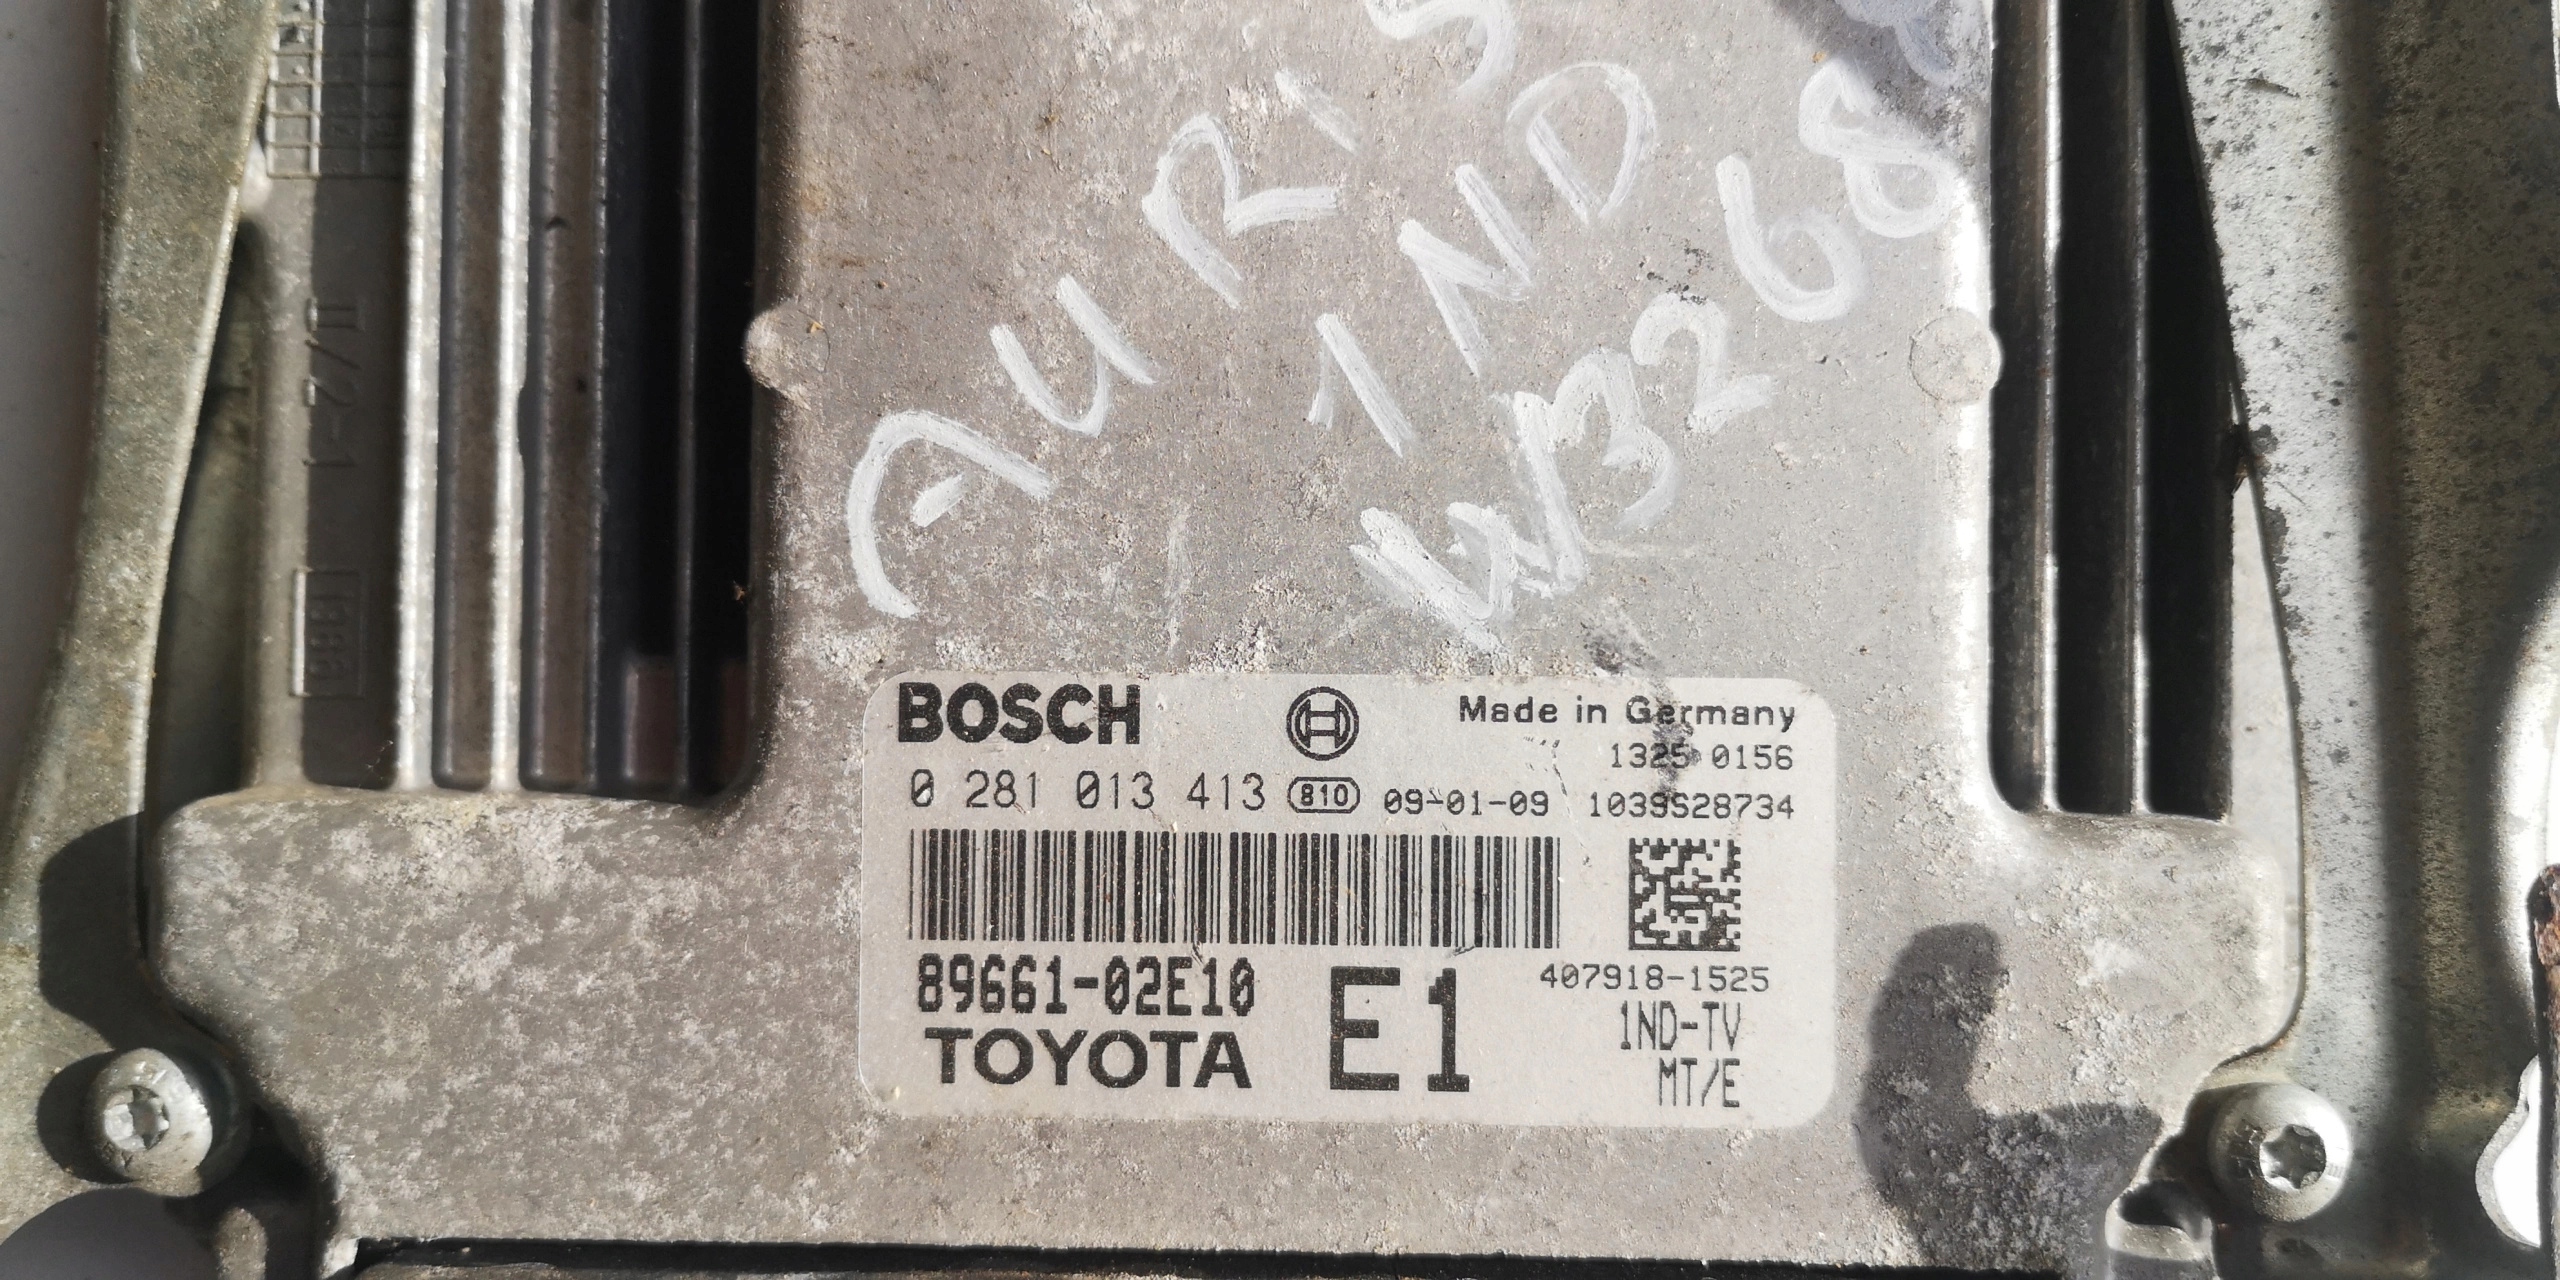 AURIS
1ND
WB268
BOSCH
Made in Germany
1325 0156
0 281 013 413 810 09-01-09 1039S28734
89661-02E10 E1 407918-1525
TOYOTA 1ND-TV
MT/E